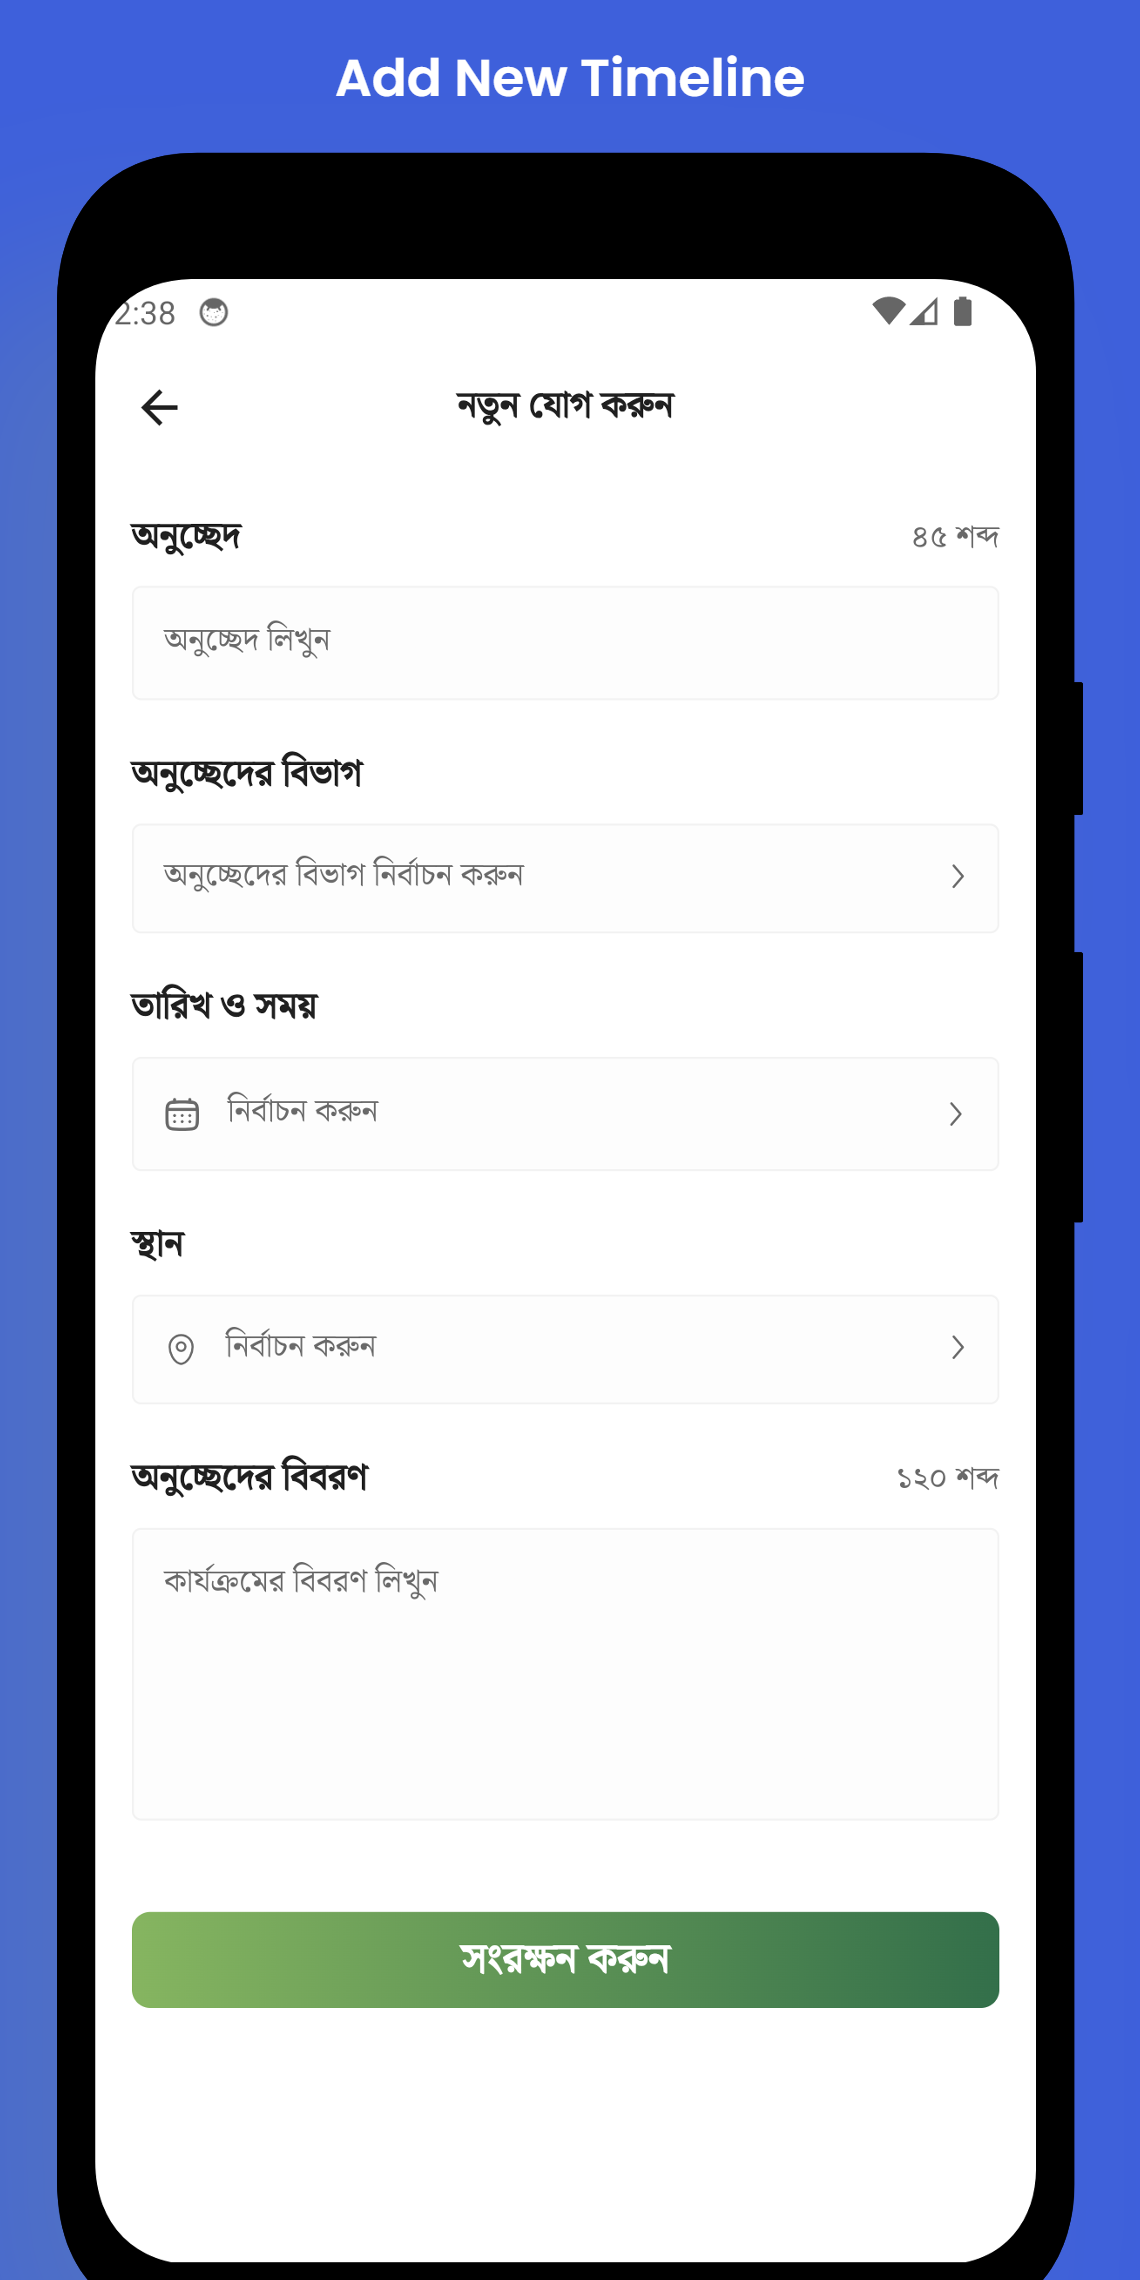 Add New Timeline
2:38
নতুন যোগ করুন
অনুচ্ছেদ
৪৫ শব্দ
অনুচ্ছেদ লিখুন
অনুচ্ছেদের বিভাগ
অনুচ্ছেদের বিভাগ নির্বাচন করুন
তারিখ ও সময়
নির্বাচন করুন
স্থান
নির্বাচন করুন
অনুচ্ছেদের বিবরণ
১২০ শব্দ
কার্যক্রমের বিবরণ লিখুন
সংরক্ষন করুন